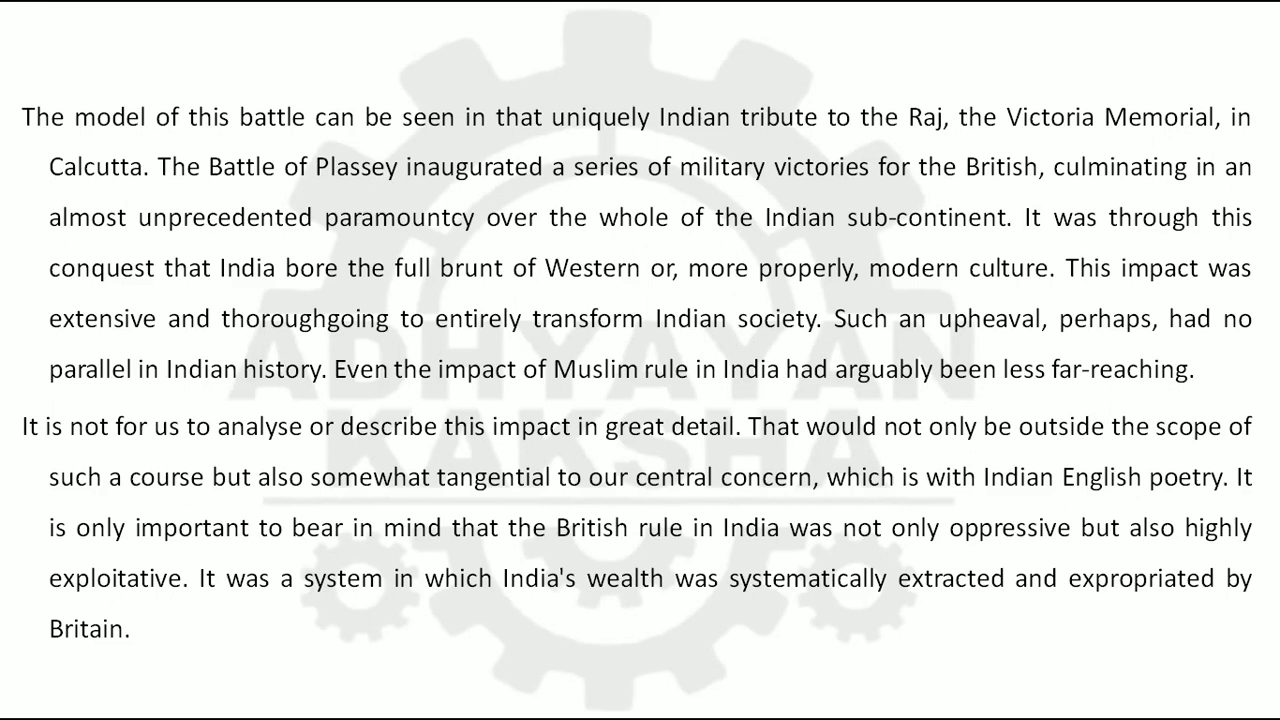 The model of this battle can be seen in that uniquely Indian tribute to the Raj, the Victoria Memorial, in
Calcutta. The Battle of Plassey inaugurated a series of military victories for the British, culminating in an
almost unprecedented paramountcy over the whole of the Indian sub-continent. It was through this
conquest that India bore the full brunt of Western or, more properly, modern culture. This impact was
extensive and thoroughgoing to entirely transform Indian society. Such an upheaval, perhaps, had no
parallel in Indian history. Even the impact of Muslim rule in India had arguably been less far-reaching.
It is not for us to analyse or describe this impact in great detail. That would not only be outside the scope of
such a course but also somewhat tangential to our central concern, which is with Indian English poetry. It
is only important to bear in mind that the British rule in India was not only oppressive but also highly
exploitative. It was a system in which India's wealth was systematically extracted and expropriated by
Britain.
ADHYAYAN
KAKSHA